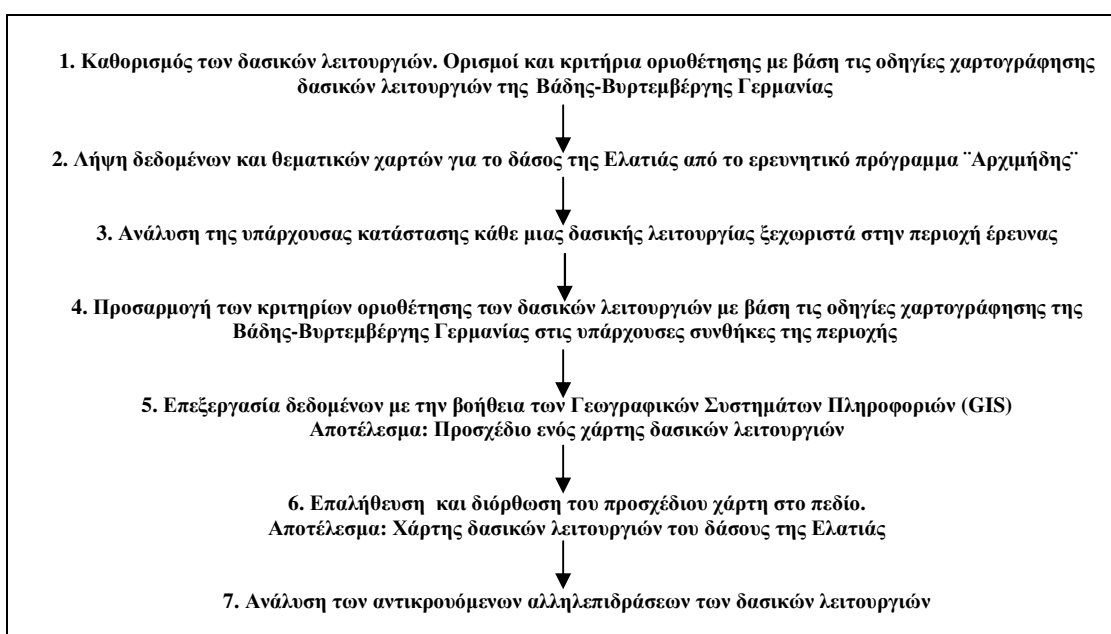 1. Καθορισμός των δασικών λειτουργιών. Ορισμοί και κριτήρια οριοθέτησης με βάση τις οδηγίες χαρτογράφησης
δασικών λειτουργιών της Βάδης-Βυρτεμβέργης Γερμανίας
2. Λήψη δεδομένων και θεματικών χαρτών για το δάσος της Ελατιάς από το ερευνητικό πρόγραμμα ¨Αρχιμήδης¨
3. Ανάλυση της υπάρχουσας κατάστασης κάθε μιας δασικής λειτουργίας ξεχωριστά στην περιοχή έρευνας
4. Προσαρμογή των κριτηρίων οριοθέτησης των δασικών λειτουργιών με βάση τις οδηγίες χαρτογράφησης της
Βάδης-Βυρτεμβέργης Γερμανίας στις υπάρχουσες συνθήκες της περιοχής
5. Επεξεργασία δεδομένων με την βοήθεια των Γεωγραφικών Συστημάτων Πληροφοριών (GIS)
Αποτέλεσμα: Προσχέδιο ενός χάρτης δασικών λειτουργιών
6. Επαλήθευση και διόρθωση του προσχέδιου χάρτη στο πεδίο.
Αποτέλεσμα: Χάρτης δασικών λειτουργιών του δάσους της Ελατιάς
7. Ανάλυση των αντικρουόμενων αλληλεπιδράσεων των δασικών λειτουργιών